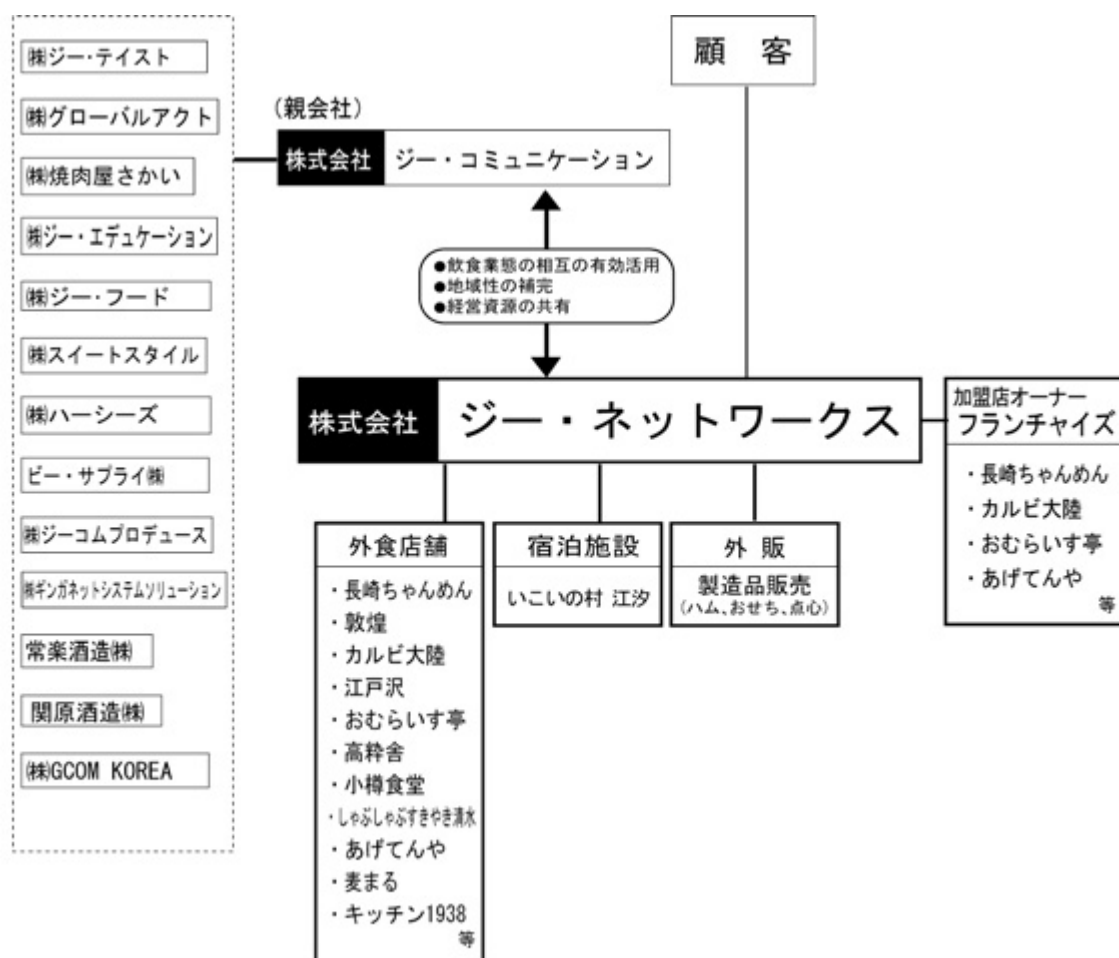 ㈱ジー・テイスト
㈱グローバルアクト
㈱焼肉屋さかい
㈱ジー・エデュケーション
㈱ジー・フード
㈱スイートスタイル
㈱ハーシーズ
ビー・サプライ㈱
㈱ジーコムプロデュース
㈱ギンガネットシステムソリューション
常楽酒造㈱
関原酒造㈱
㈱GCOM KOREA
(親会社)
株式会社 ジー・コミュニケーション
顧 客
●飲食業態の相互の有効活用
●地域性の補完
●経営資源の共有
株式会社 ジー・ネットワークス
加盟店オーナー
フランチャイズ
・長崎ちゃんめん
・カルビ大陸
・おむらいす亭
・あげてんや
等
外食店舗
・長崎ちゃんめん
・敦煌
・カルビ大陸
・江戸沢
・おむらいす亭
・高粋舎
・小樽食堂
・しゃぶしゃぶすきやき清水
・あげてんや
・麦まる
・キッチン1938
等
宿泊施設
いこいの村 江汐
外 販
製造品販売
(ハム、おせち、点心)